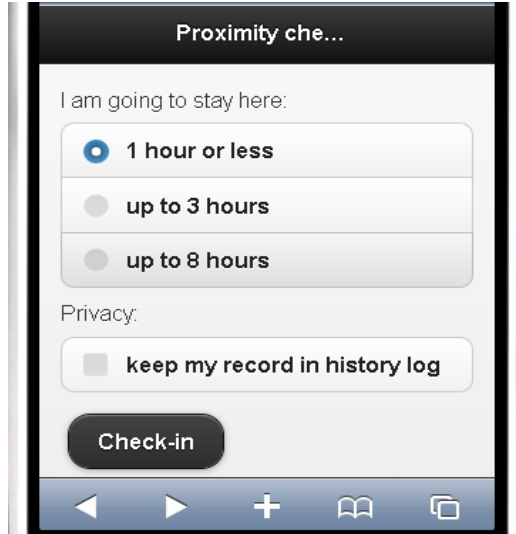 Proximity che...
I am going to stay here:
1 hour or less
up to 3 hours
up to 8 hours
Privacy:
keep my record in history log
Check-in